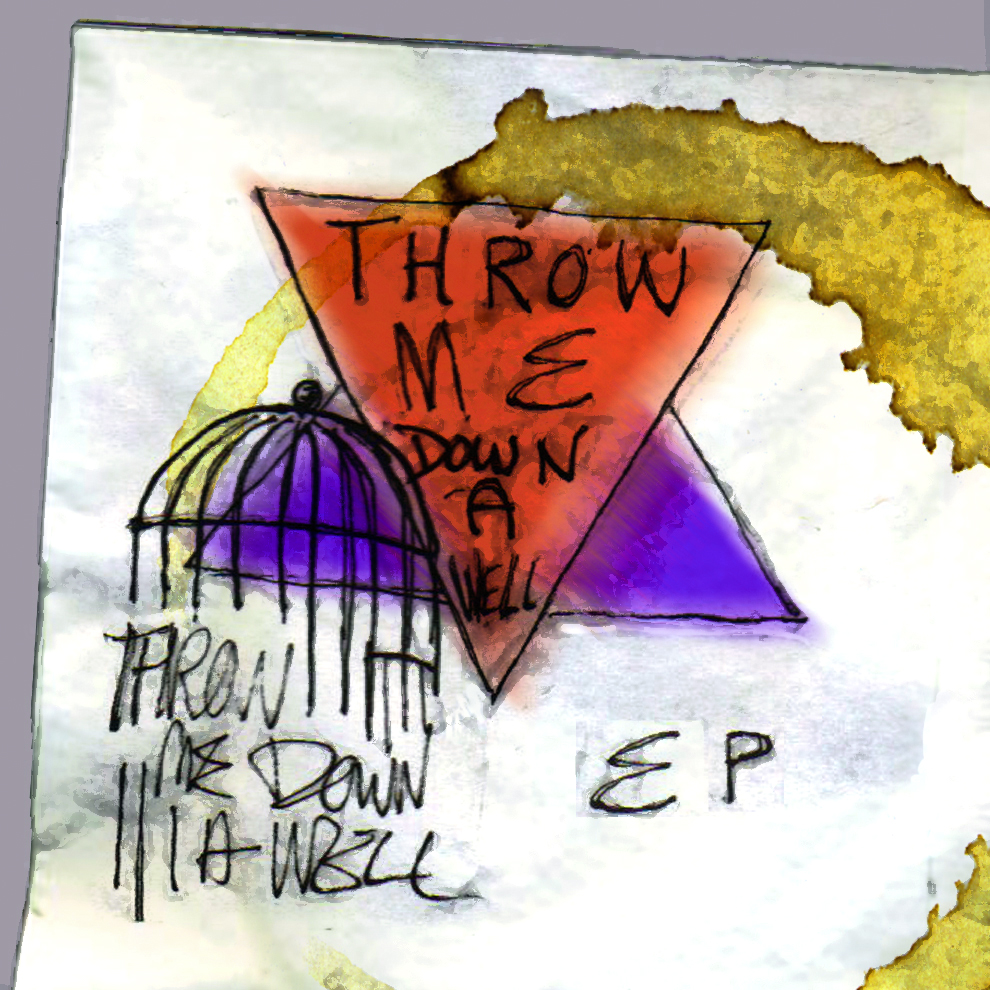 THROW
ME
DOWN
A
WELL
THROW
ME DOWN
A WELL
EP